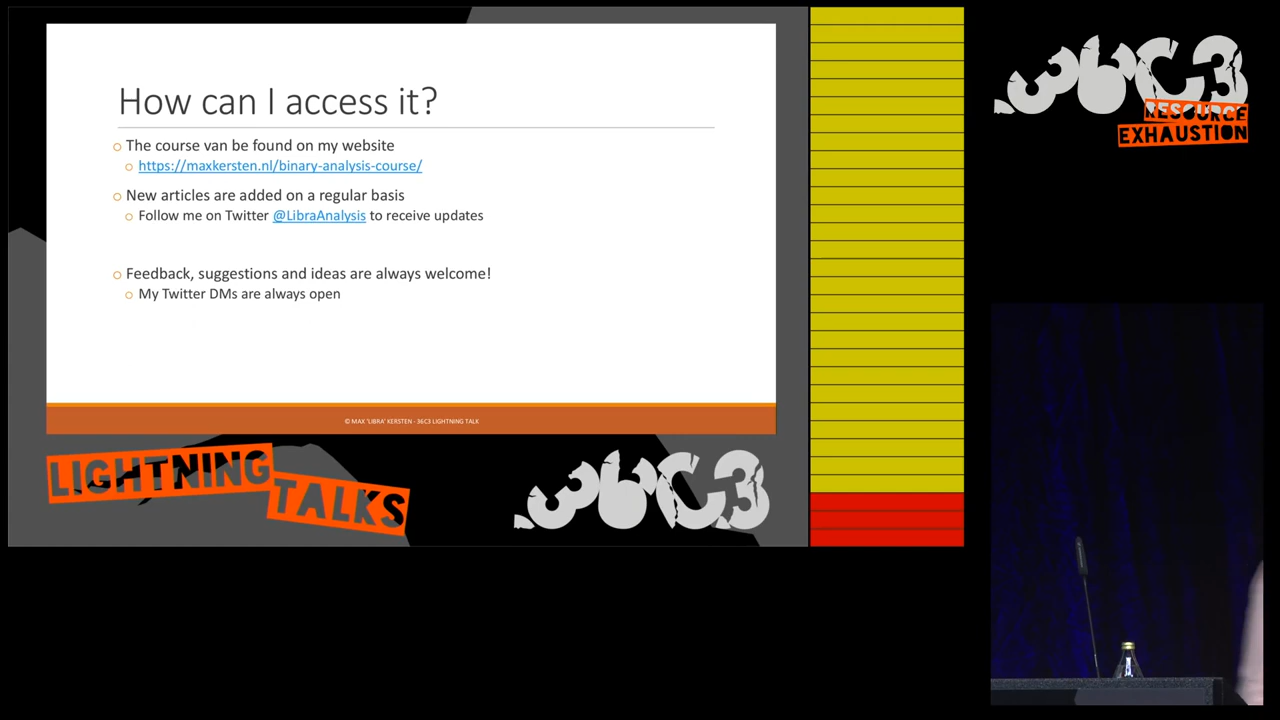 How can I access it?
The course van be found on my website
https://maxkersten.nl/binary-analysis-course/
New articles are added on a regular basis
Follow me on Twitter @LibraAnalysis to receive updates
Feedback, suggestions and ideas are always welcome!
My Twitter DMs are always open
© MAX 'LIBRA' KERSTEN - 36C3 LIGHTNING TALK
LIGHTNING
TALKS
36C3
36C3
RESOURCE
EXHAUSTION